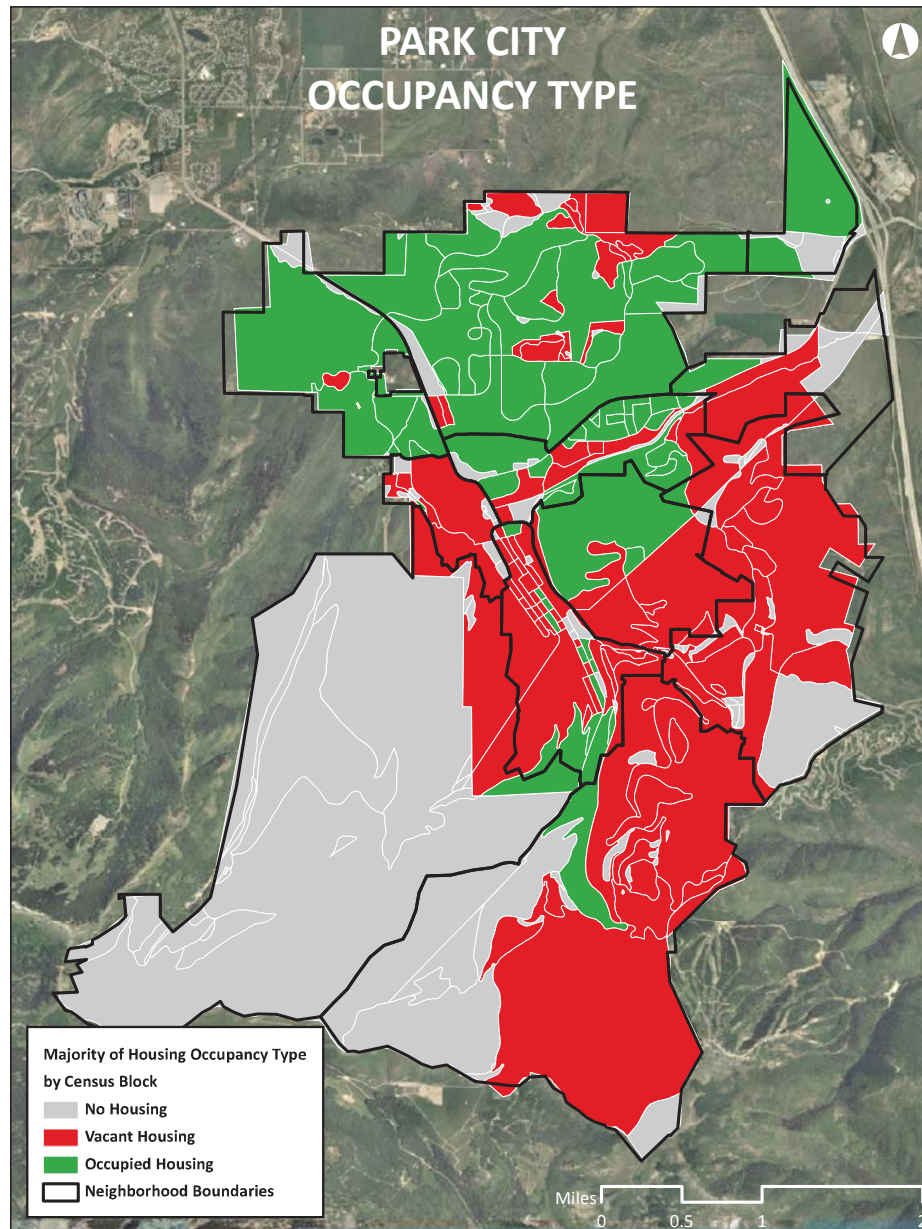 PARK CITY
OCCUPANCY TYPE
Majority of Housing Occupancy Type
by Census Block
No Housing
Vacant Housing
Occupied Housing
Neighborhood Boundaries
Miles
0 0.5 1